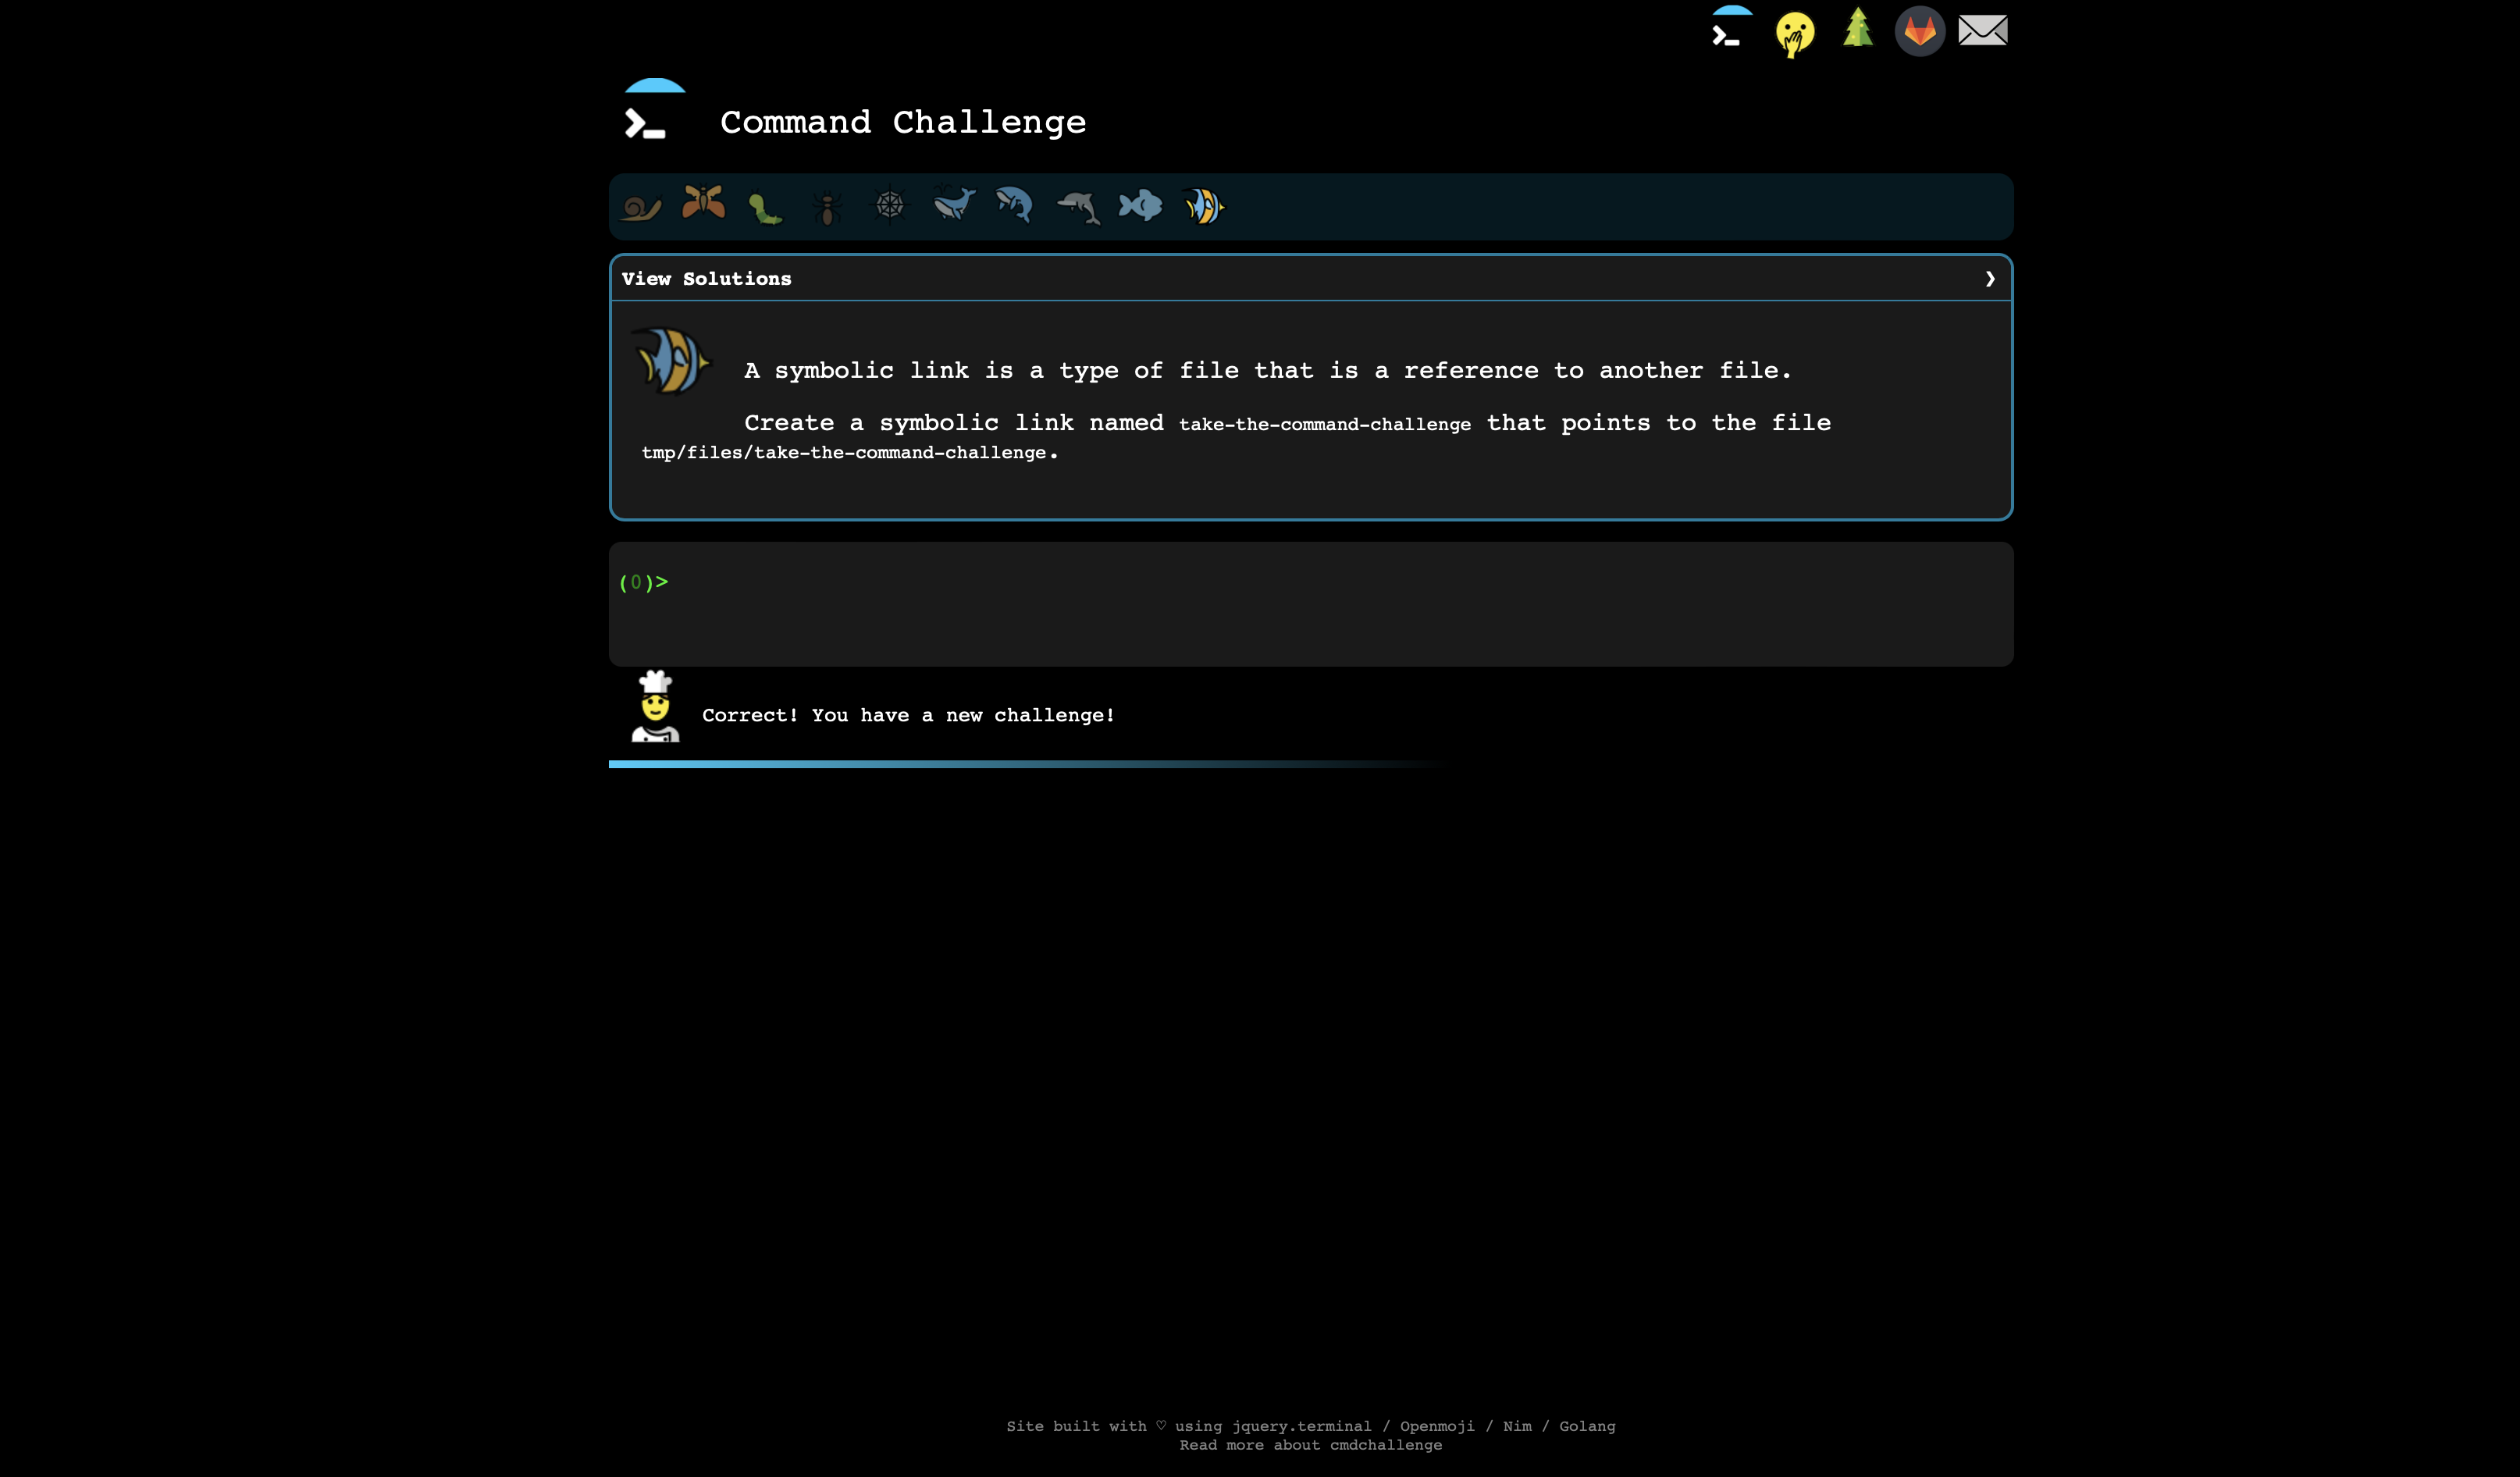 Command Challenge
View Solutions
A symbolic link is a type of file that is a reference to another file.
Create a symbolic link named take-the-command-challenge that points to the file
tmp/files/take-the-command-challenge.
(0)>
Correct! You have a new challenge!
Site built with ♡ using jquery.terminal / Openmoji / Nim / Golang
Read more about cmdchallenge